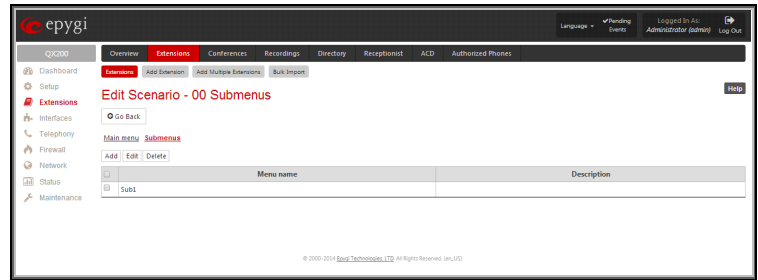 epygi
Language
Pending Events
Logged In As: Administrator (admin)
Log Out
QX200
Overview Extensions Conferences Recordings Directory Receptionist ACD Authorized Phones
Dashboard
Setup
Extensions
Interfaces
Telephony
Firewall
Network
Status
Maintenance
Extensions Add Extension Add Multiple Extensions Bulk Import
Edit Scenario - 00 Submenus
Help
Go Back
Main menu Submenus
Add Edit Delete
Menu name Description
Sub1
© 2000-2014 Epygi Technologies, LTD. All Rights Reserved. (en_US)